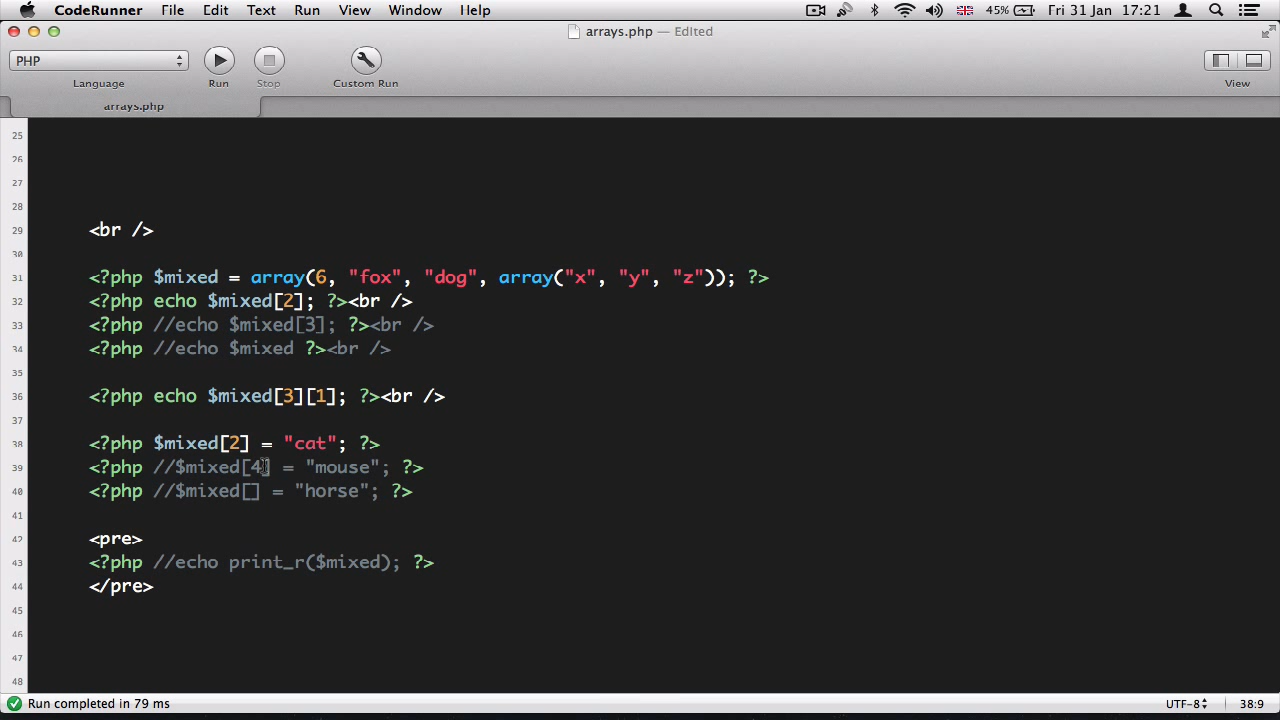 CodeRunner File Edit Text Run View Window Help 45% Fri 31 Jan 17:21
arrays.php — Edited
PHP
Language Run Stop Custom Run View
arrays.php
25
26
27
28
29 <br />
30
31 <?php $mixed = array(6, "fox", "dog", array("x", "y", "z")); ?>
32 <?php echo $mixed[2]; ?><br />
33 <?php //echo $mixed[3]; ?><br />
34 <?php //echo $mixed ?><br />
35
36 <?php echo $mixed[3][1]; ?><br />
37
38 <?php $mixed[2] = "cat"; ?>
39 <?php //$mixed[4] = "mouse"; ?>
40 <?php //$mixed[] = "horse"; ?>
41
42 <pre>
43 <?php //echo print_r($mixed); ?>
44 </pre>
45
46
47
48
Run completed in 79 ms UTF-8 38:9